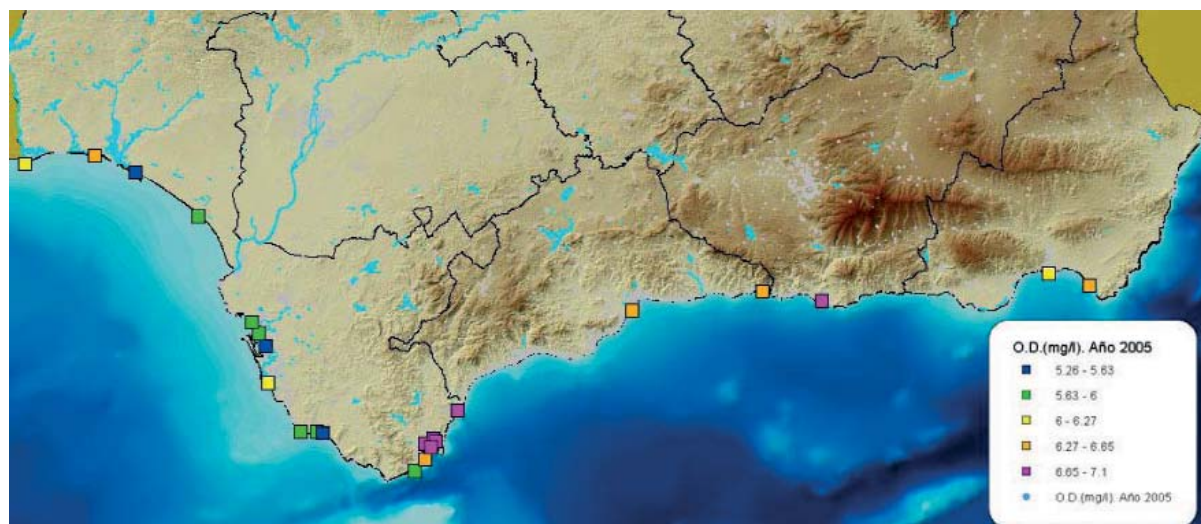 O.D.(mg/l). Año 2005
5.26 - 5.63
5.63 - 6
6 - 6.27
6.27 - 6.65
6.65 - 7.1
O.D.(mg/l). Año 2005